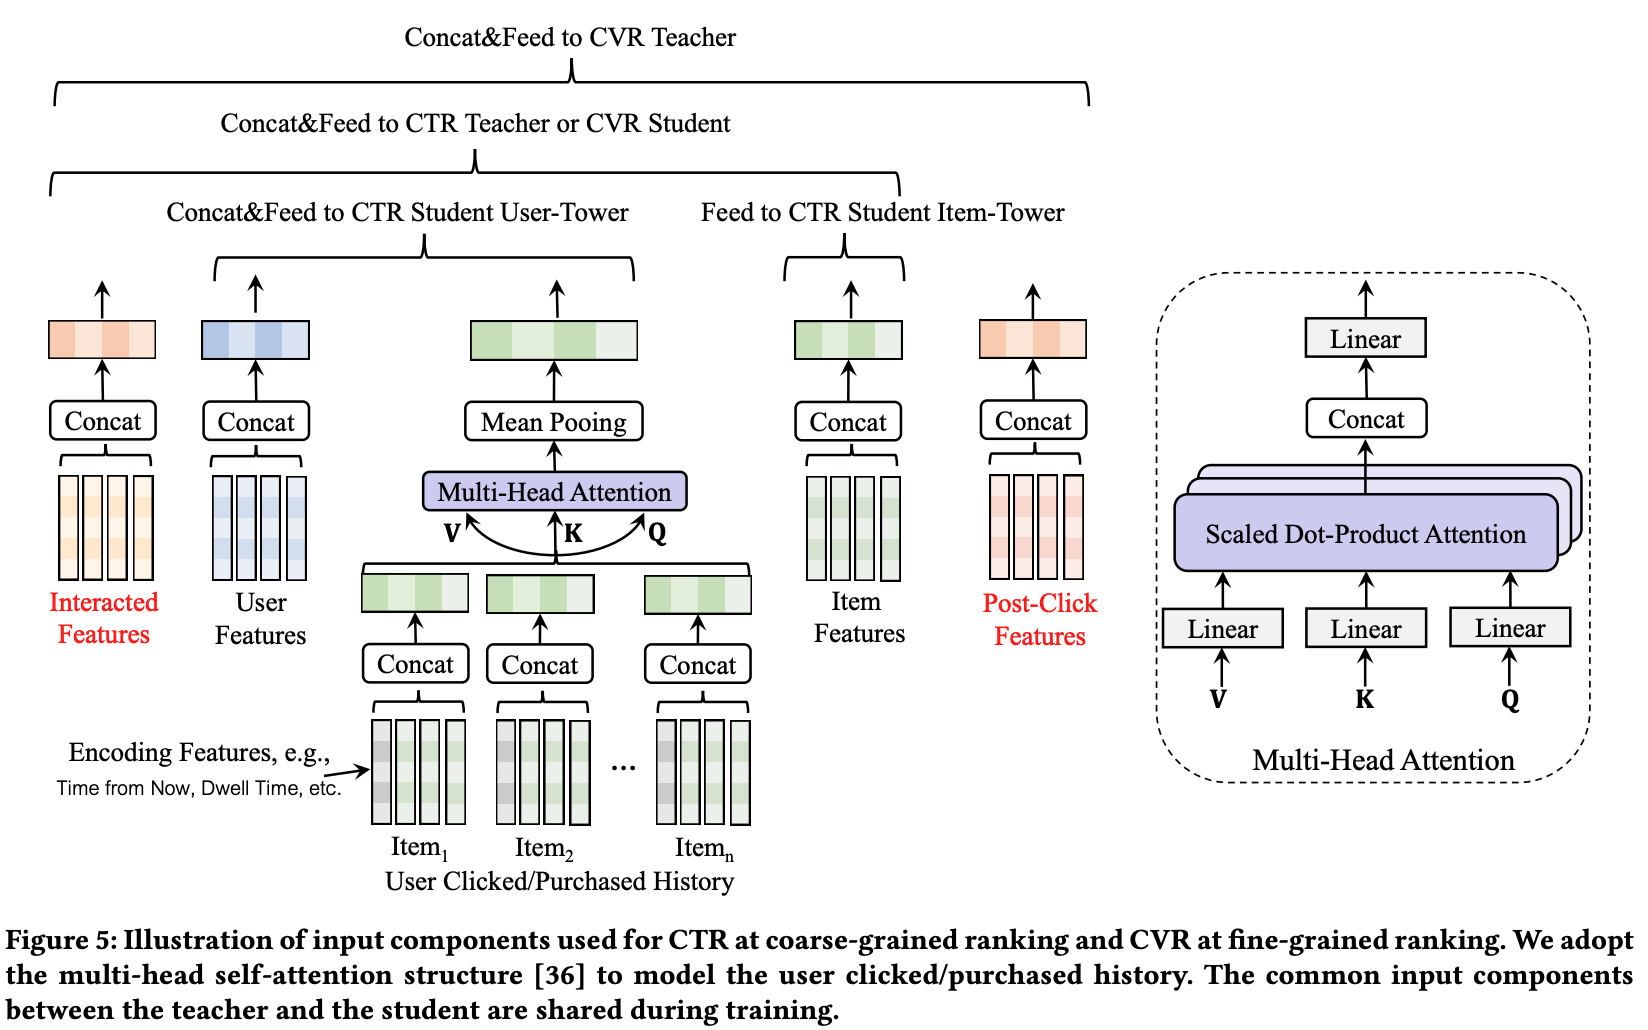 Concat&Feed to CVR Teacher
Concat&Feed to CTR Teacher or CVR Student
Concat&Feed to CTR Student User-Tower
Feed to CTR Student Item-Tower
Concat
Concat
Mean Pooing
Concat
Concat
Multi-Head Attention
V
K
Q
Interacted
Features
User
Features
Item
Features
Post-Click
Features
Concat
Concat
Concat
Encoding Features, e.g.,
Time from Now, Dwell Time, etc.
...
Item1
Item2
Itemn
User Clicked/Purchased History
Linear
Concat
Scaled Dot-Product Attention
Linear
Linear
Linear
V
K
Q
Multi-Head Attention
Figure 5: Illustration of input components used for CTR at coarse-grained ranking and CVR at fine-grained ranking. We adopt
the multi-head self-attention structure [36] to model the user clicked/purchased history. The common input components
between the teacher and the student are shared during training.